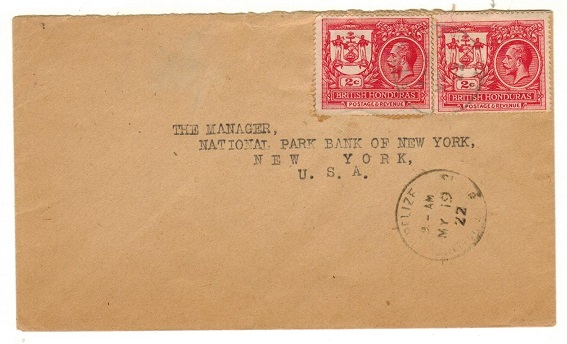 2c
BRITISH HONDURAS
POSTAGE & REVENUE
2c
BRITISH HONDURAS
POSTAGE & REVENUE
THE MANAGER,
NATIONAL PARK BANK OF NEW YORK,
NEW YORK,
U. S. A.
BELIZE
AM
MY 19
22